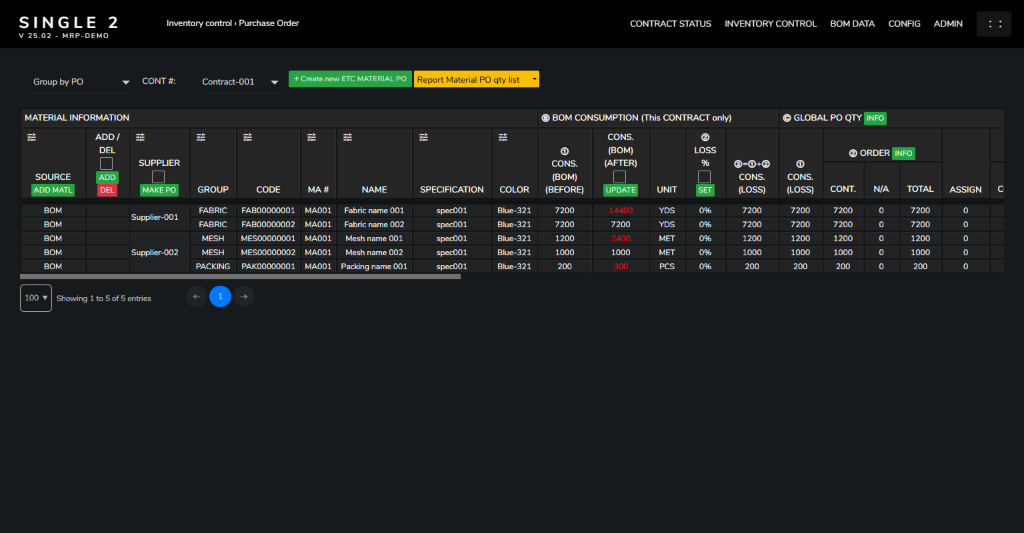 SINGLE 2
V 25.02 - MRP-DEMO
Inventory control › Purchase Order
CONTRACT STATUS INVENTORY CONTROL BOM DATA CONFIG ADMIN
Group by PO CONT #: Contract-001 + Create new ETC MATERIAL PO Report Material PO qty list
MATERIAL INFORMATION Ⓑ BOM CONSUMPTION (This CONTRACT only) Ⓒ GLOBAL PO QTY INFO
SOURCE
ADD MATL
ADD /
DEL
ADD
DEL
SUPPLIER
MAKE PO
GROUP
CODE
MA #
NAME
SPECIFICATION
COLOR
①
CONS.
(BOM)
(BEFORE)
CONS.
(BOM)
(AFTER)
UPDATE
UNIT
②
LOSS
%
SET
③=①+②
CONS.
(LOSS)
①
CONS.
(LOSS)
② ORDER INFO
CONT. N/A TOTAL
ASSIGN
BOM Supplier-001 FABRIC FAB00000001 MA001 Fabric name 001 spec001 Blue-321 7200 14400 YDS 0% 7200 7200 7200 0 7200 0
BOM FABRIC FAB00000002 MA001 Fabric name 002 spec001 Blue-321 7200 7200 YDS 0% 7200 7200 7200 0 7200 0
BOM Supplier-002 MESH MES00000001 MA001 Mesh name 001 spec001 Blue-321 1200 2400 MET 0% 1200 1200 1200 0 1200 0
BOM MESH MES00000002 MA001 Mesh name 002 spec001 Blue-321 1000 1000 MET 0% 1000 1000 1000 0 1000 0
BOM PACKING PAK00000001 MA001 Packing name 001 spec001 Blue-321 200 300 PCS 0% 200 200 200 0 200 0
100 Showing 1 to 5 of 5 entries ← 1 →